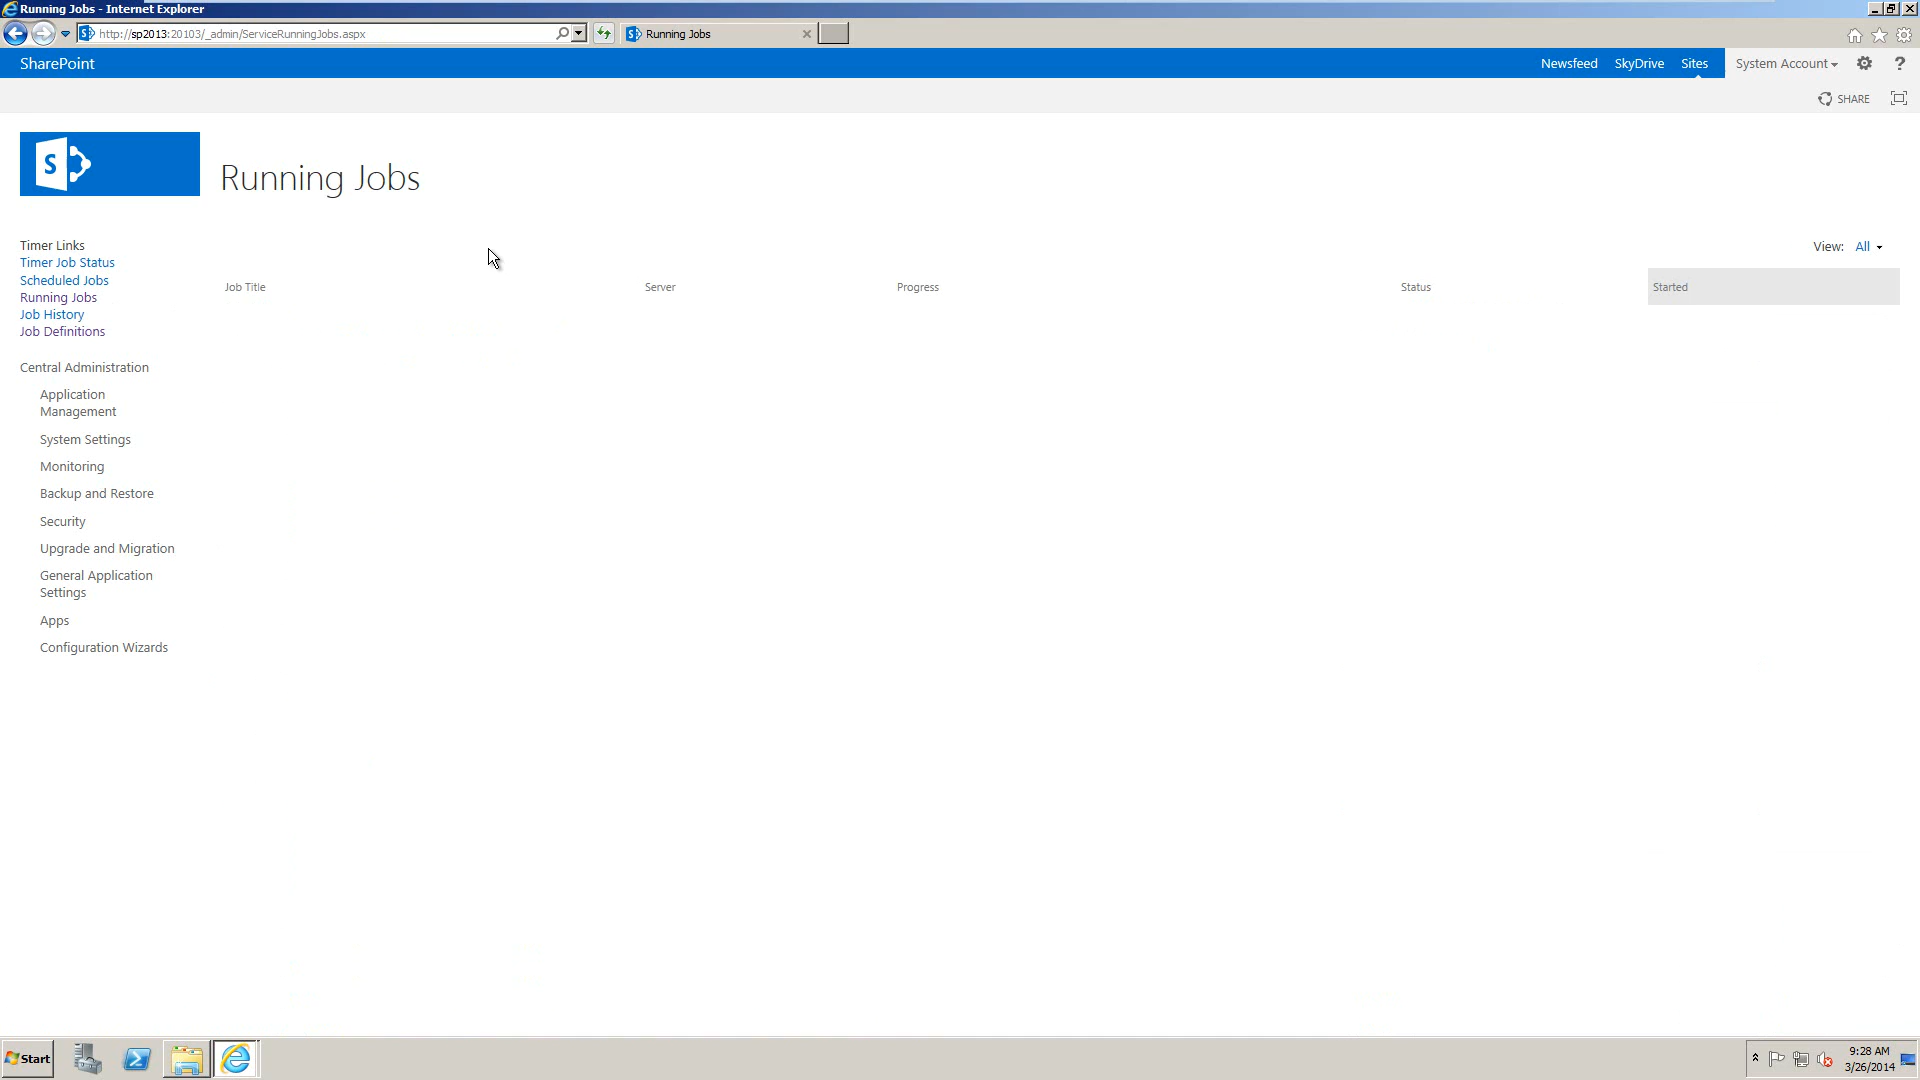 Running Jobs - Internet Explorer
http://sp2013:20103/_admin/ServiceRunningJobs.aspx
Running Jobs
SharePoint
Newsfeed SkyDrive Sites System Account ?
SHARE
S
Running Jobs
Timer Links
Timer Job Status
Scheduled Jobs
Running Jobs
Job History
Job Definitions
View: All
Job Title Server Progress Status Started
Central Administration
Application
Management
System Settings
Monitoring
Backup and Restore
Security
Upgrade and Migration
General Application
Settings
Apps
Configuration Wizards
Start
9:28 AM
3/26/2014